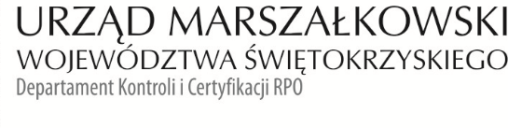 URZĄD MARSZAŁKOWSKI
WOJEWÓDZTWA ŚWIĘTOKRZYSKIEGO
Departament Kontroli i Certyfikacji RPO